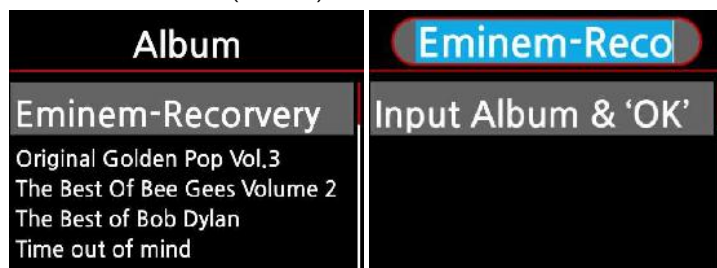 Album
Eminem-Recorvery
Original Golden Pop Vol.3
The Best Of Bee Gees Volume 2
The Best of Bob Dylan
Time out of mind
Eminem-Reco
Input Album & ‘OK’